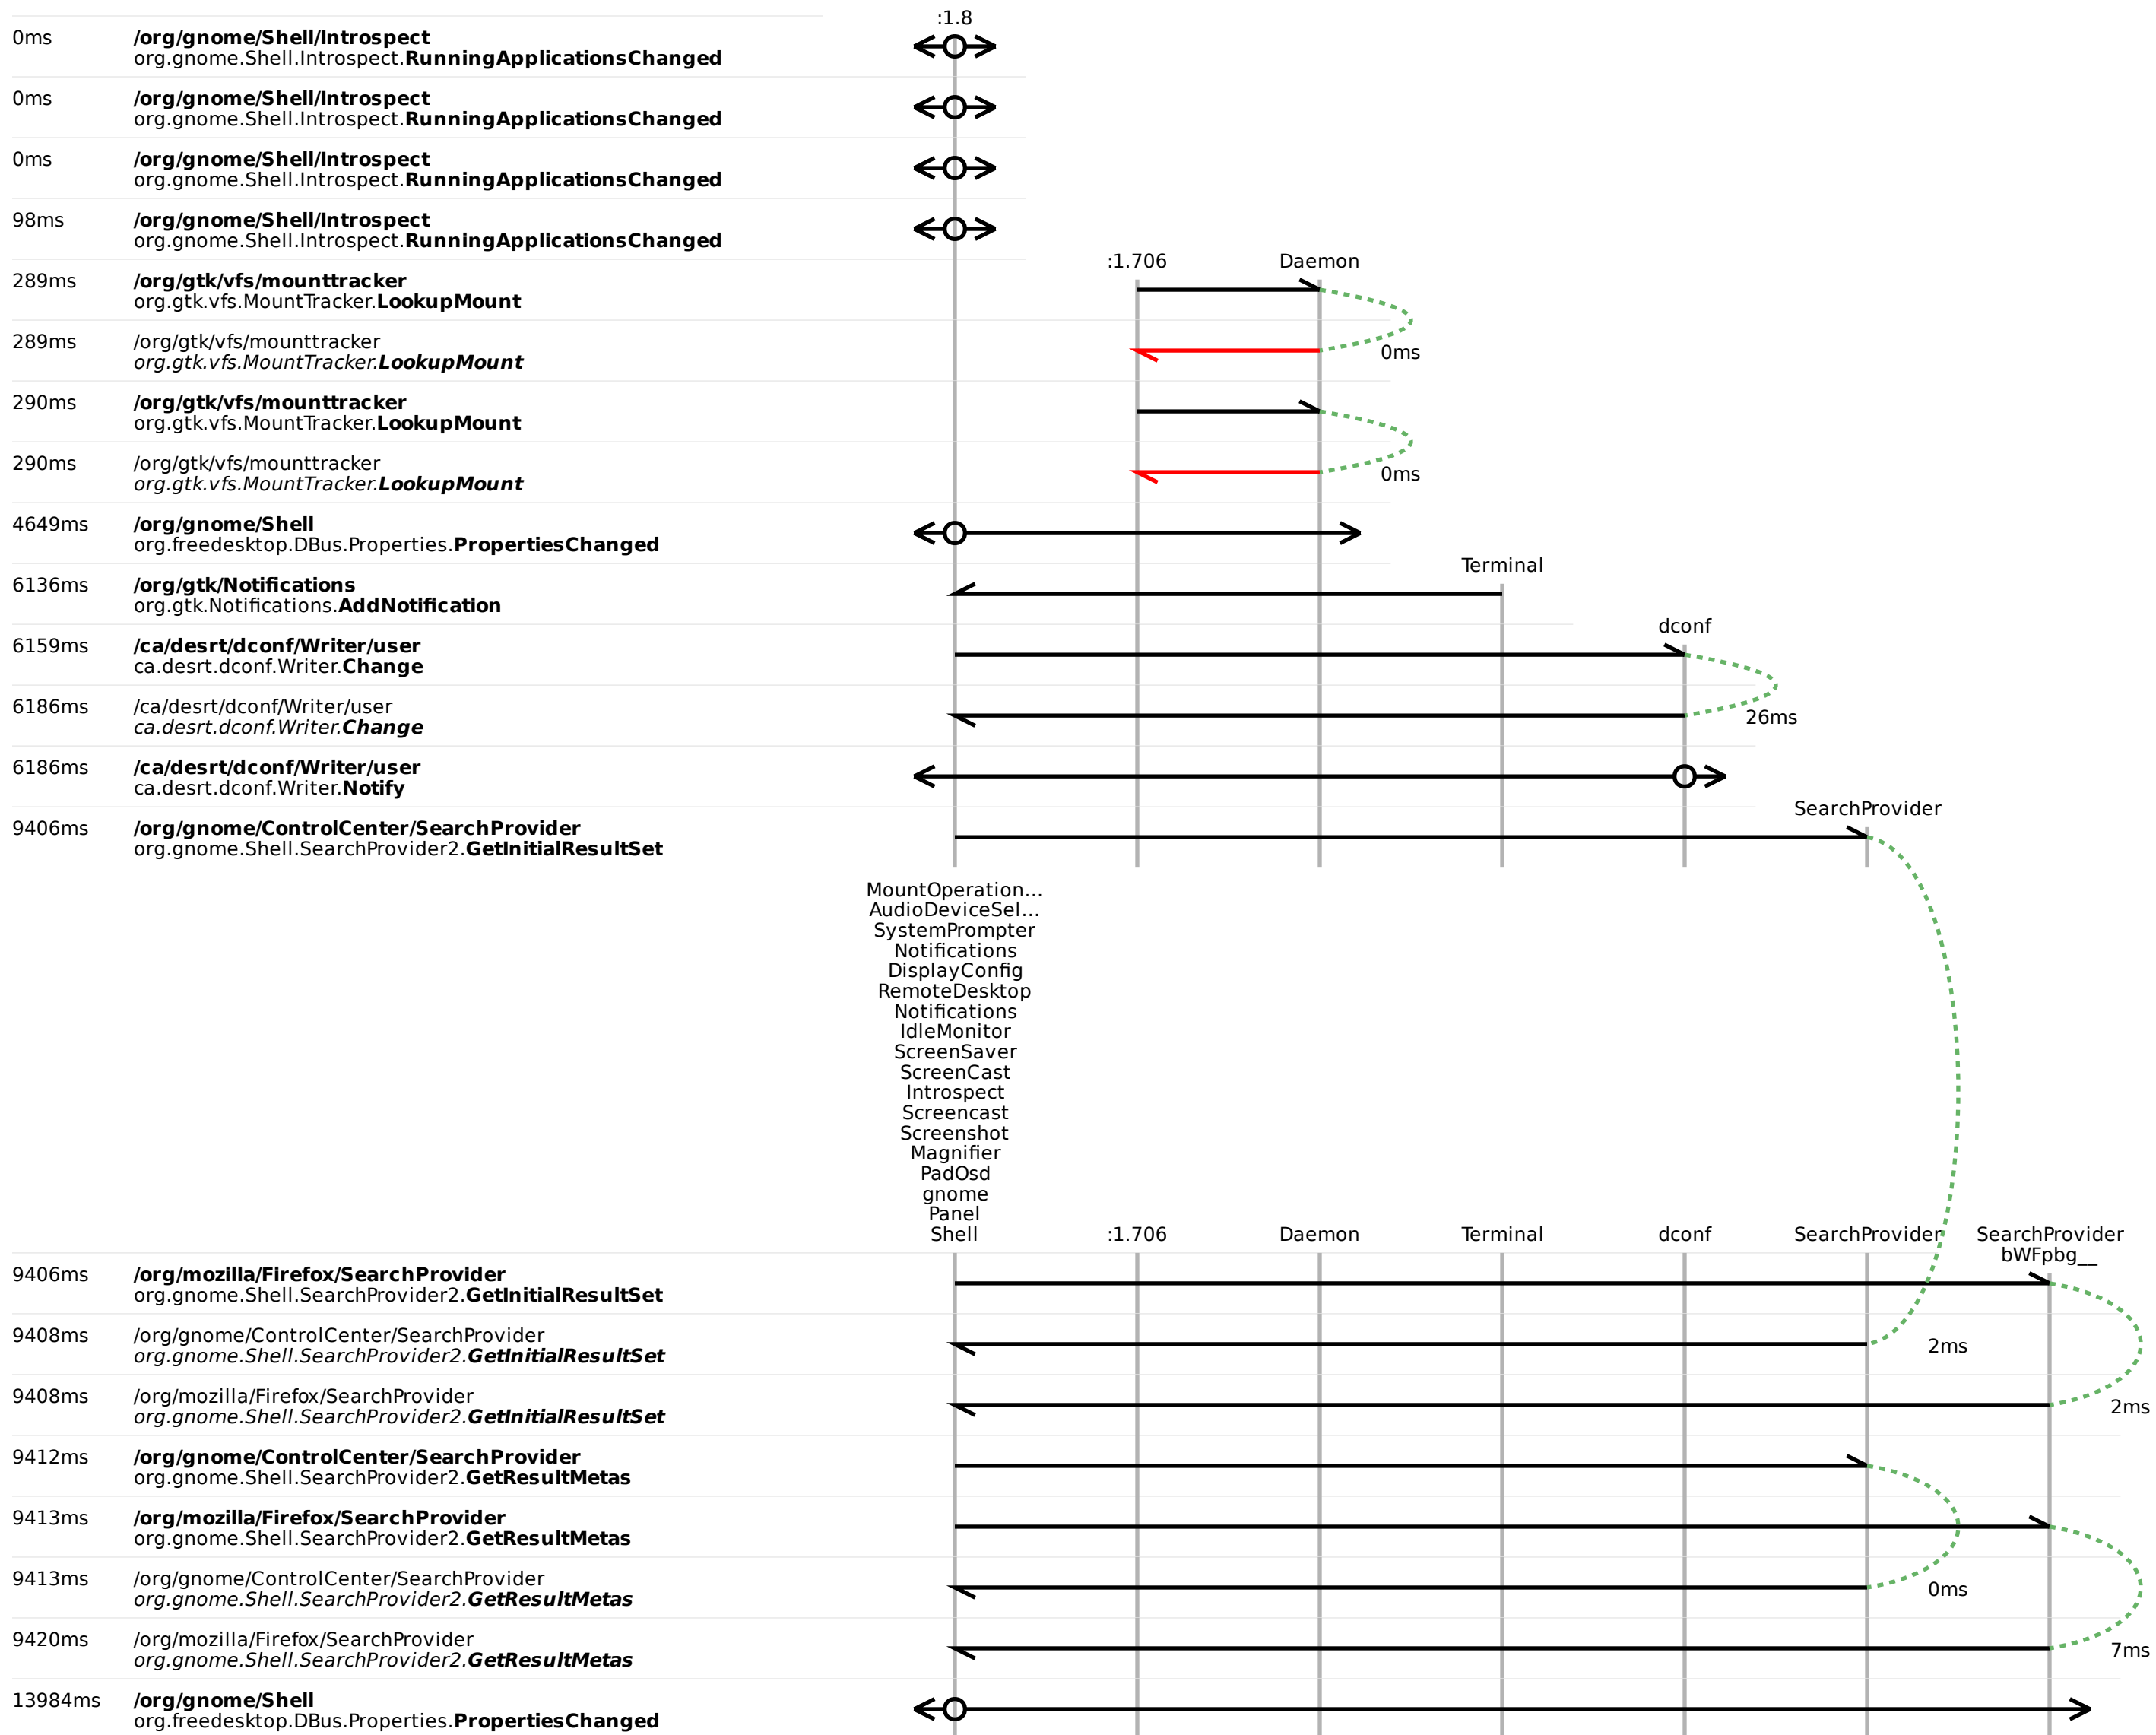 :1.8
0ms
/org/gnome/Shell/Introspect
org.gnome.Shell.Introspect.RunningApplicationsChanged
0ms
/org/gnome/Shell/Introspect
org.gnome.Shell.Introspect.RunningApplicationsChanged
0ms
/org/gnome/Shell/Introspect
org.gnome.Shell.Introspect.RunningApplicationsChanged
98ms
/org/gnome/Shell/Introspect
org.gnome.Shell.Introspect.RunningApplicationsChanged
:1.706
Daemon
289ms
/org/gtk/vfs/mounttracker
org.gtk.vfs.MountTracker.LookupMount
289ms
/org/gtk/vfs/mounttracker
org.gtk.vfs.MountTracker.LookupMount
0ms
290ms
/org/gtk/vfs/mounttracker
org.gtk.vfs.MountTracker.LookupMount
290ms
/org/gtk/vfs/mounttracker
org.gtk.vfs.MountTracker.LookupMount
0ms
4649ms
/org/gnome/Shell
org.freedesktop.DBus.Properties.PropertiesChanged
Terminal
6136ms
/org/gtk/Notifications
org.gtk.Notifications.AddNotification
dconf
6159ms
/ca/desrt/dconf/Writer/user
ca.desrt.dconf.Writer.Change
6186ms
/ca/desrt/dconf/Writer/user
ca.desrt.dconf.Writer.Change
26ms
6186ms
/ca/desrt/dconf/Writer/user
ca.desrt.dconf.Writer.Notify
SearchProvider
9406ms
/org/gnome/ControlCenter/SearchProvider
org.gnome.Shell.SearchProvider2.GetInitialResultSet
MountOperation...
AudioDeviceSel...
SystemPrompter
Notifications
DisplayConfig
RemoteDesktop
Notifications
IdleMonitor
ScreenSaver
ScreenCast
Introspect
Screencast
Screenshot
Magnifier
PadOsd
gnome
Panel
Shell
:1.706
Daemon
Terminal
dconf
SearchProvider
SearchProvider
bWFpbg__
9406ms
/org/mozilla/Firefox/SearchProvider
org.gnome.Shell.SearchProvider2.GetInitialResultSet
9408ms
/org/gnome/ControlCenter/SearchProvider
org.gnome.Shell.SearchProvider2.GetInitialResultSet
2ms
9408ms
/org/mozilla/Firefox/SearchProvider
org.gnome.Shell.SearchProvider2.GetInitialResultSet
2ms
9412ms
/org/gnome/ControlCenter/SearchProvider
org.gnome.Shell.SearchProvider2.GetResultMetas
9413ms
/org/mozilla/Firefox/SearchProvider
org.gnome.Shell.SearchProvider2.GetResultMetas
9413ms
/org/gnome/ControlCenter/SearchProvider
org.gnome.Shell.SearchProvider2.GetResultMetas
0ms
9420ms
/org/mozilla/Firefox/SearchProvider
org.gnome.Shell.SearchProvider2.GetResultMetas
7ms
13984ms
/org/gnome/Shell
org.freedesktop.DBus.Properties.PropertiesChanged